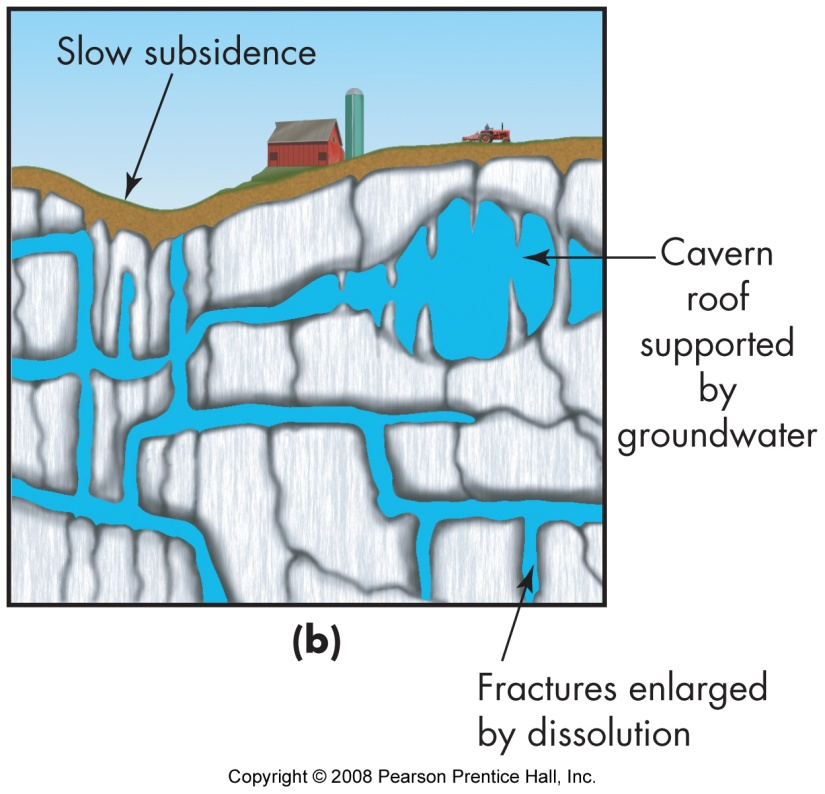 Slow subsidence
Cavern
roof
supported
by
groundwater
(b)
Fractures enlarged
by dissolution
Copyright © 2008 Pearson Prentice Hall, Inc.